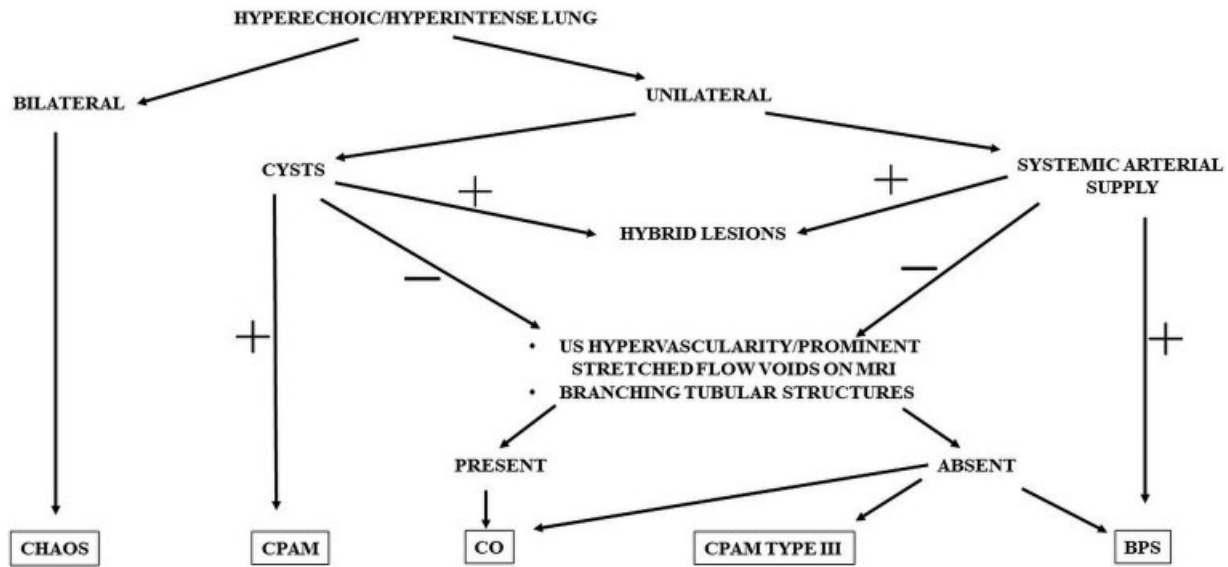 HYPERECHOIC/HYPERINTENSE LUNG
BILATERAL
UNILATERAL
CYSTS
SYSTEMIC ARTERIAL
SUPPLY
+
+
HYBRID LESIONS
−
−
+
+
• US HYPERVASCULARITY/PROMINENT
STRETCHED FLOW VOIDS ON MRI
• BRANCHING TUBULAR STRUCTURES
PRESENT
ABSENT
CHAOS
CPAM
CO
CPAM TYPE III
BPS